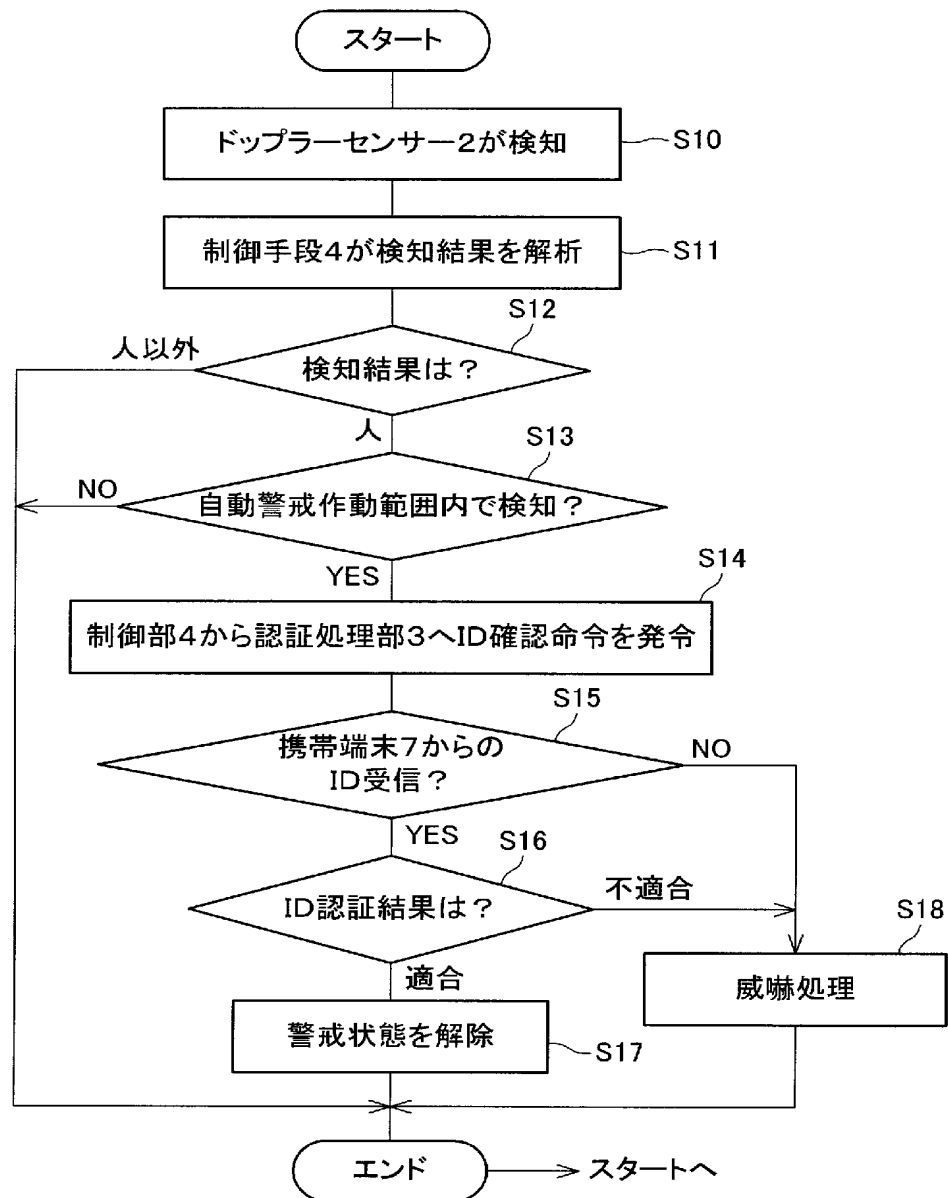 スタート
ドップラーセンサー2が検知
S10
制御手段4が検知結果を解析
S11
S12
人以外
検知結果は？
人
S13
NO
自動警戒作動範囲内で検知？
YES
S14
制御部4から認証処理部3へID確認命令を発令
S15
携帯端末7からの
ID受信？
NO
YES
S16
ID認証結果は？
不適合
S18
適合
威嚇処理
警戒状態を解除
S17
エンド
スタートへ